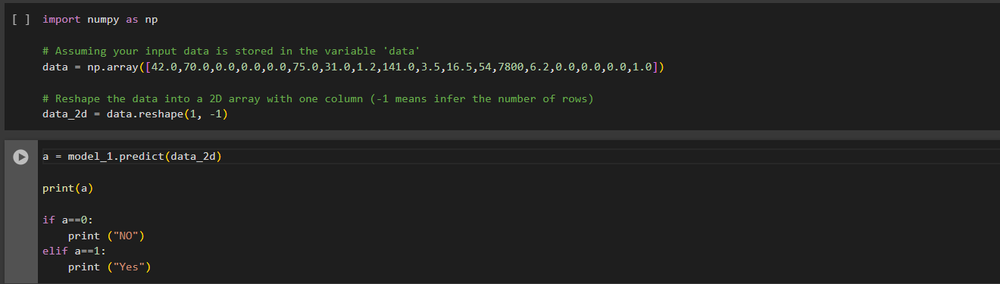 [ ] import numpy as np
# Assuming your input data is stored in the variable 'data'
data = np.array([42.0,70.0,0.0,0.0,0.0,75.0,31.0,1.2,141.0,3.5,16.5,54,7800,6.2,0.0,0.0,0.0,1.0])
# Reshape the data into a 2D array with one column (-1 means infer the number of rows)
data_2d = data.reshape(1, -1)
a = model_1.predict(data_2d)
print(a)
if a==0:
    print ("NO")
elif a==1:
    print ("Yes")